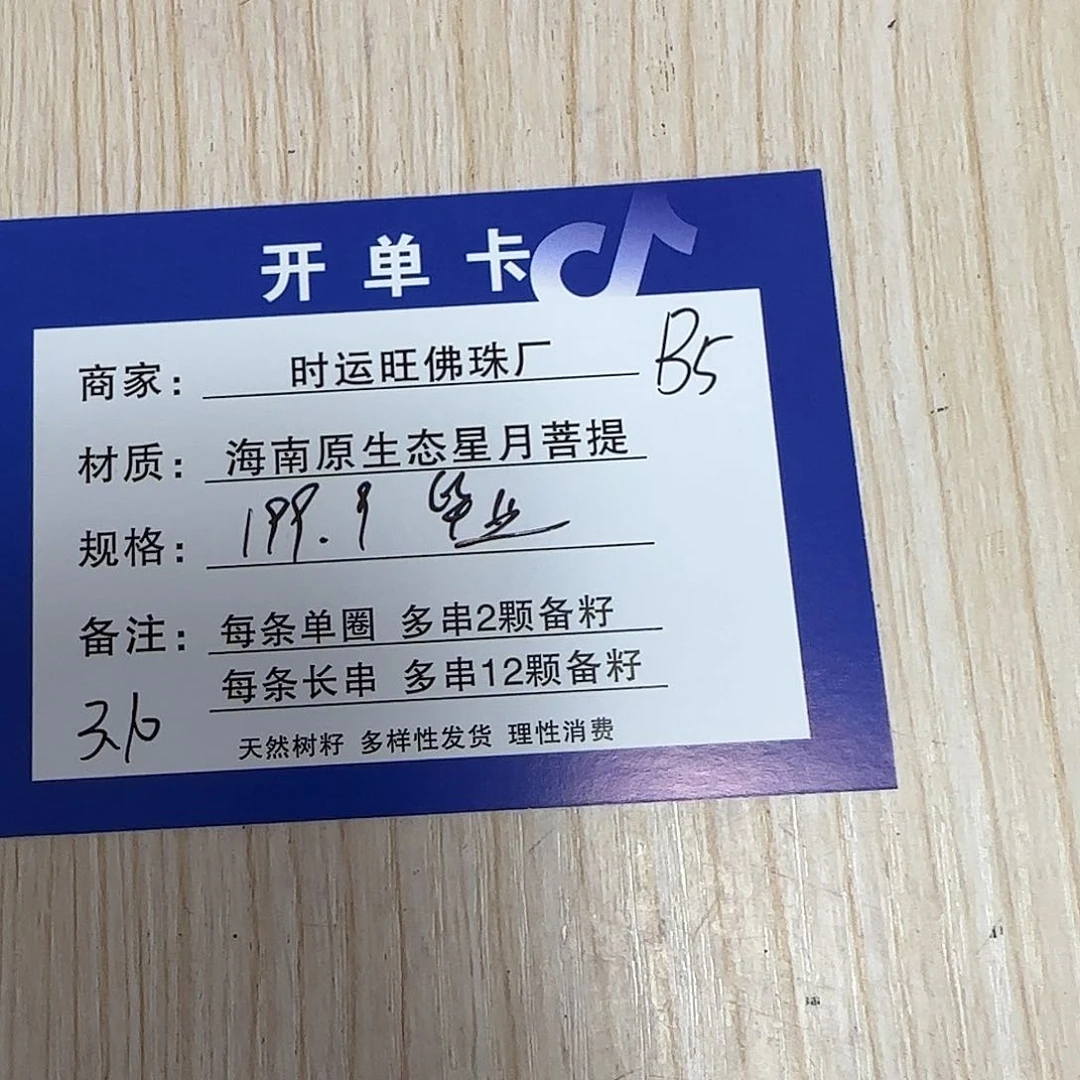 开单卡
商家: 时运旺佛珠厂 B5
材质: 海南原生态星月菩提
规格: 199.9 毕业
备注: 每条单圈 多串2颗备籽
每条长串 多串12颗备籽
天然树籽 多样性发货 理性消费